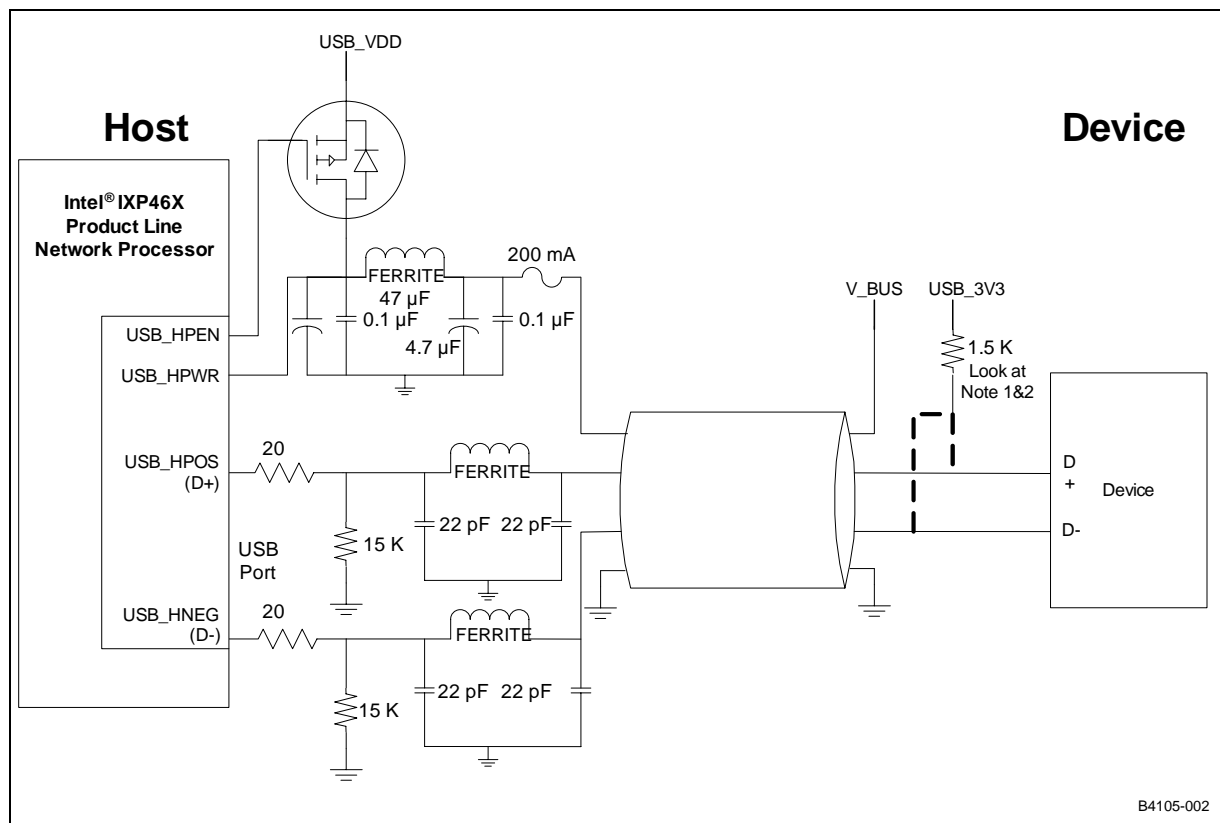 USB_VDD
Host
Device
Intel® IXP46X
Product Line
Network Processor
200 mA
FERRITE
47 µF
0.1 µF
0.1 µF
4.7 µF
V_BUS
USB_3V3
1.5 K
Look at
Note 1&2
USB_HPEN
USB_HPWR
USB_HPOS
(D+)
20
FERRITE
22 pF
22 pF
15 K
USB
Port
USB_HNEG
(D-)
20
FERRITE
22 pF
22 pF
15 K
D
+
Device
D-
B4105-002